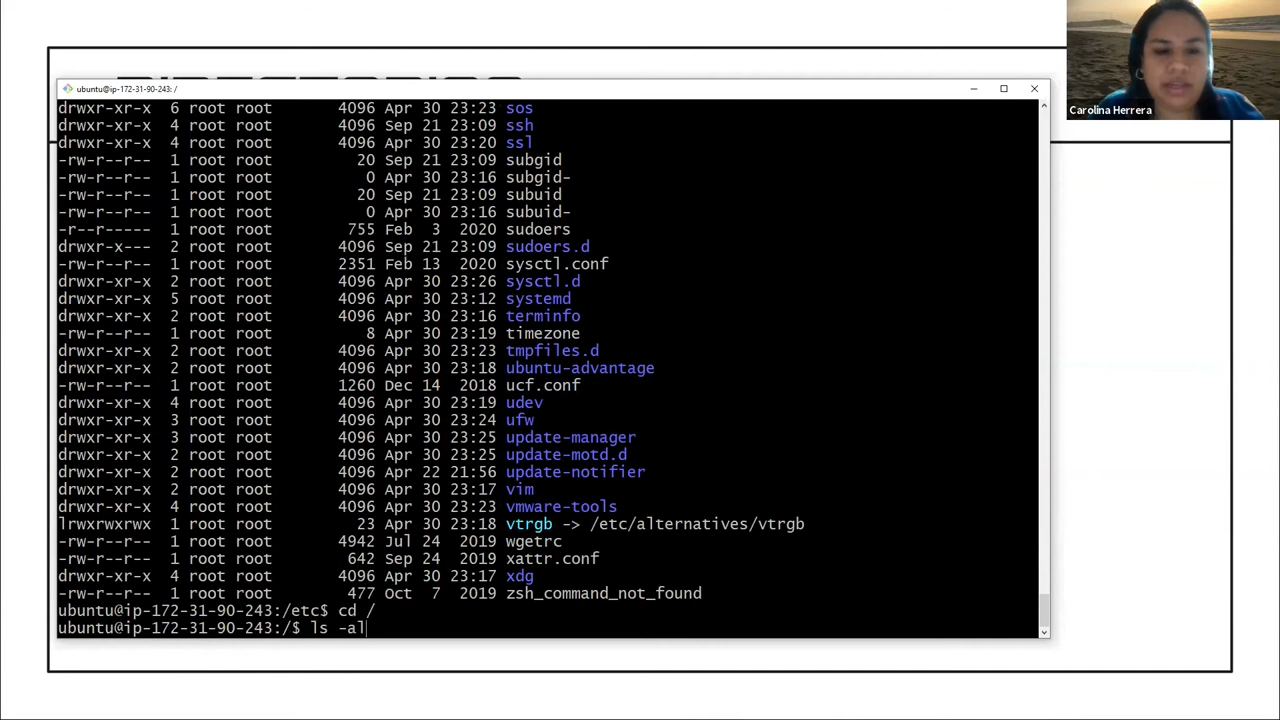 ubuntu@ip-172-31-90-243: /
drwxr-xr-x 6 root root 4096 Apr 30 23:23 sos
drwxr-xr-x 4 root root 4096 Sep 21 23:09 ssh
drwxr-xr-x 4 root root 4096 Apr 30 23:20 ssl
-rw-r--r-- 1 root root 20 Sep 21 23:09 subgid
-rw-r--r-- 1 root root 0 Apr 30 23:16 subgid-
-rw-r--r-- 1 root root 20 Sep 21 23:09 subuid
-rw-r--r-- 1 root root 0 Apr 30 23:16 subuid-
-r--r----- 1 root root 755 Feb 3 2020 sudoers
drwxr-x--- 2 root root 4096 Sep 21 23:09 sudoers.d
-rw-r--r-- 1 root root 2351 Feb 13 2020 sysctl.conf
drwxr-xr-x 2 root root 4096 Apr 30 23:26 sysctl.d
drwxr-xr-x 5 root root 4096 Apr 30 23:12 systemd
drwxr-xr-x 2 root root 4096 Apr 30 23:16 terminfo
-rw-r--r-- 1 root root 8 Apr 30 23:19 timezone
drwxr-xr-x 2 root root 4096 Apr 30 23:23 tmpfiles.d
drwxr-xr-x 2 root root 4096 Apr 30 23:18 ubuntu-advantage
-rw-r--r-- 1 root root 1260 Dec 14 2018 ucf.conf
drwxr-xr-x 4 root root 4096 Apr 30 23:19 udev
drwxr-xr-x 3 root root 4096 Apr 30 23:24 ufw
drwxr-xr-x 3 root root 4096 Apr 30 23:25 update-manager
drwxr-xr-x 2 root root 4096 Apr 30 23:25 update-motd.d
drwxr-xr-x 2 root root 4096 Apr 22 21:56 update-notifier
drwxr-xr-x 2 root root 4096 Apr 30 23:17 vim
drwxr-xr-x 4 root root 4096 Apr 30 23:23 vmware-tools
lrwxrwxrwx 1 root root 23 Apr 30 23:18 vtrgb -> /etc/alternatives/vtrgb
-rw-r--r-- 1 root root 4942 Jul 24 2019 wgetrc
-rw-r--r-- 1 root root 642 Sep 24 2019 xattr.conf
drwxr-xr-x 4 root root 4096 Apr 30 23:17 xdg
-rw-r--r-- 1 root root 477 Oct 7 2019 zsh_command_not_found
ubuntu@ip-172-31-90-243:/etc$ cd /
ubuntu@ip-172-31-90-243:/$ ls -al
Carolina Herrera